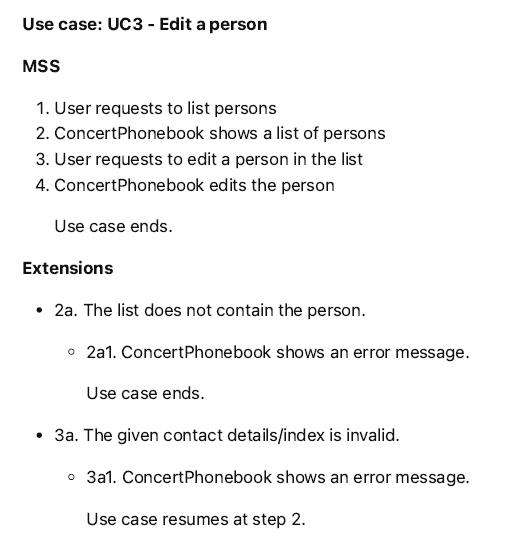 Use case: UC3 - Edit a person
MSS
1. User requests to list persons
2. ConcertPhonebook shows a list of persons
3. User requests to edit a person in the list
4. ConcertPhonebook edits the person
Use case ends.
Extensions
• 2a. The list does not contain the person.
◦ 2a1. ConcertPhonebook shows an error message.
Use case ends.
• 3a. The given contact details/index is invalid.
◦ 3a1. ConcertPhonebook shows an error message.
Use case resumes at step 2.